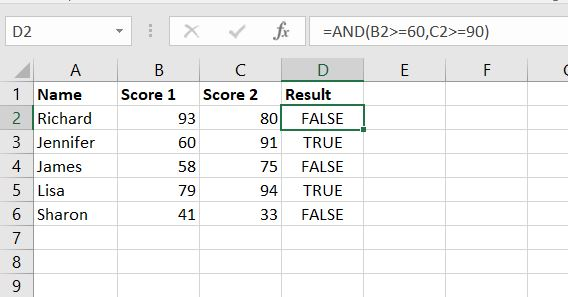 D2 fx =AND(B2>=60,C2>=90)
A B C D E F
1 Name Score 1 Score 2 Result
2 Richard 93 80 FALSE
3 Jennifer 60 91 TRUE
4 James 58 75 FALSE
5 Lisa 79 94 TRUE
6 Sharon 41 33 FALSE
7
8
9